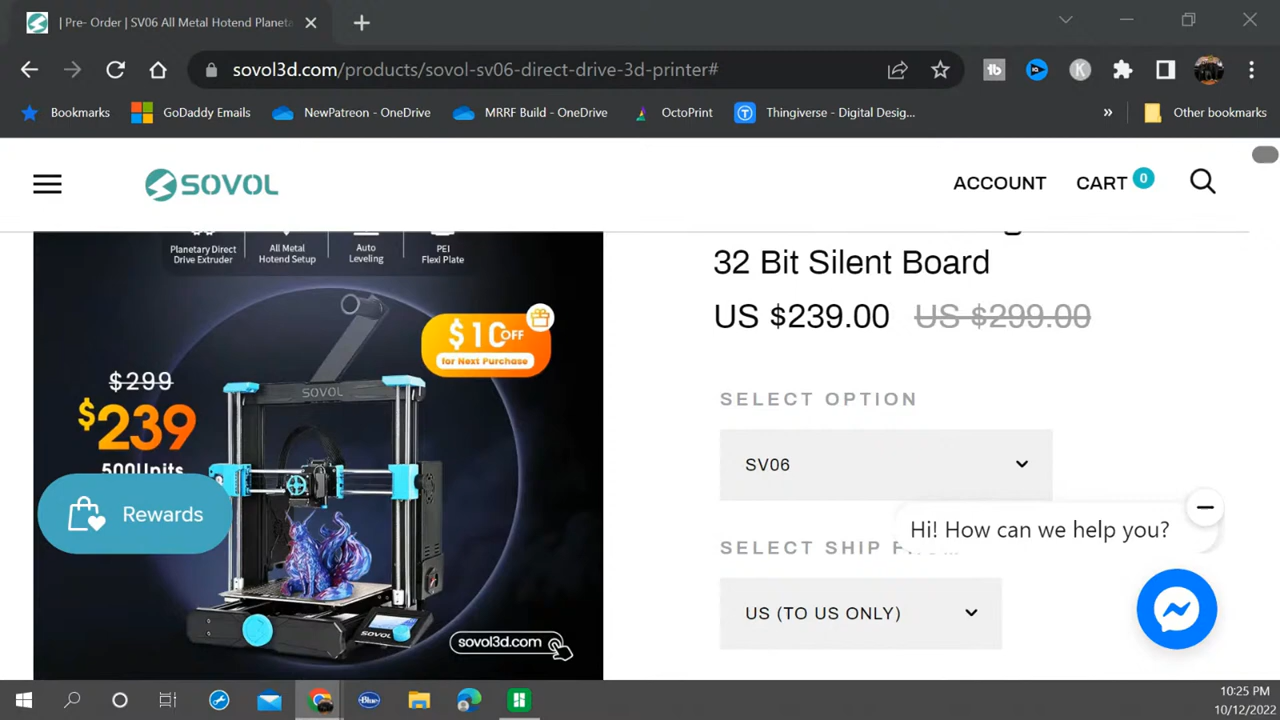 | Pre- Order | SV06 All Metal Hotend Planeta
sovol3d.com/products/sovol-sv06-direct-drive-3d-printer#
Bookmarks
GoDaddy Emails
NewPatreon - OneDrive
MRRF Build - OneDrive
OctoPrint
Thingiverse - Digital Desig...
»
Other bookmarks
SOVOL
ACCOUNT
CART 0
Planetary Direct
Drive Extruder
All Metal
Hotend Setup
Auto
Leveling
PEI
Flexi Plate
$10 OFF
for Next Purchase
$299
$239
500Units
SOVOL
SOVOL
sovol3d.com
Rewards
32 Bit Silent Board
US $239.00 US $299.00
SELECT OPTION
SV06
Hi! How can we help you?
SELECT SHIP
US (TO US ONLY)
tb
K
Blue
10:25 PM
10/12/2022